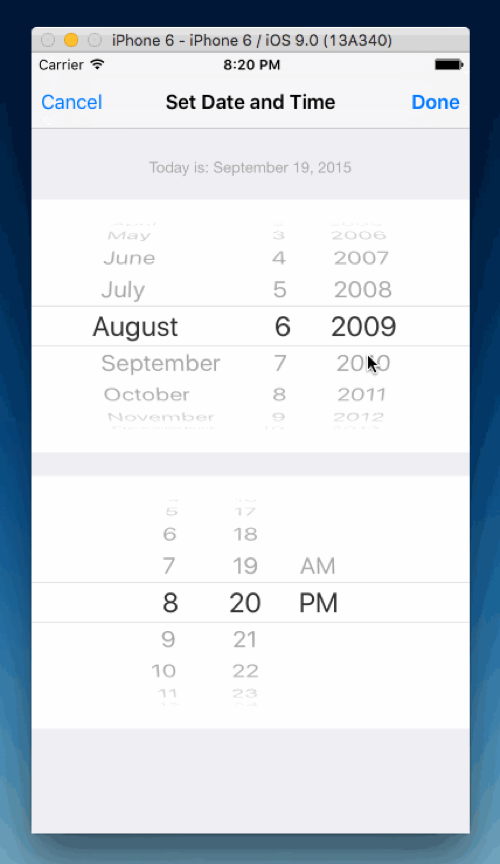 iPhone 6 - iPhone 6 / iOS 9.0 (13A340)
Carrier 8:20 PM
Cancel Set Date and Time Done
Today is: September 19, 2015
May 3 2006
June 4 2007
July 5 2008
August 6 2009
September 7 2010
October 8 2011
November 9 2012
5 17
6 18
7 19 AM
8 20 PM
9 21
10 22
11 23